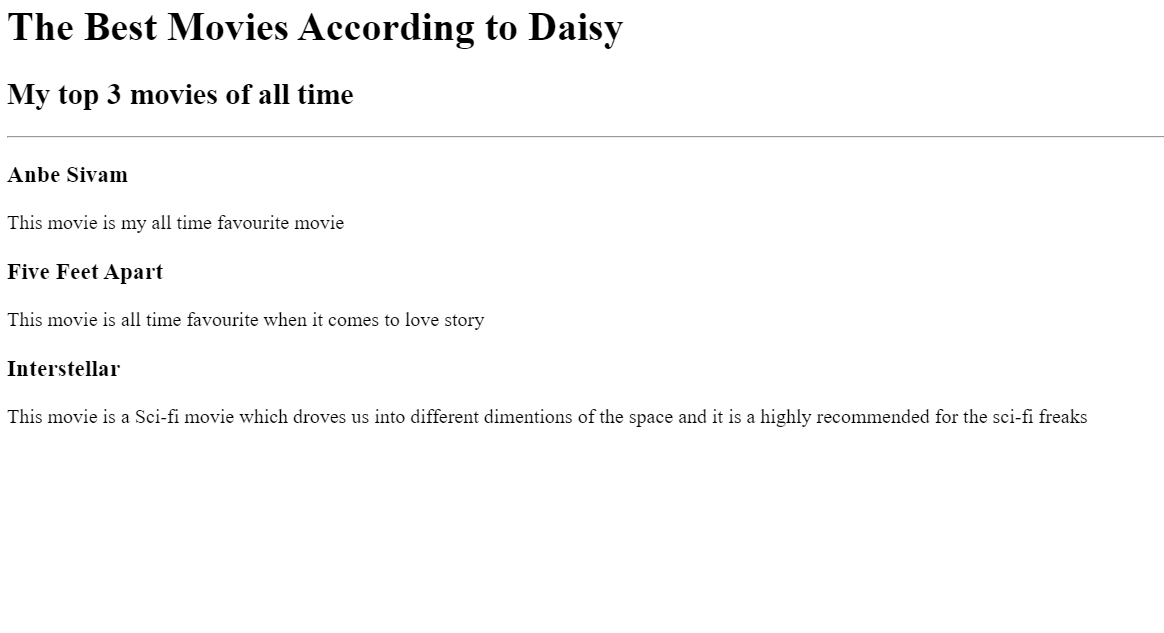 The Best Movies According to Daisy
My top 3 movies of all time
Anbe Sivam
This movie is my all time favourite movie
Five Feet Apart
This movie is all time favourite when it comes to love story
Interstellar
This movie is a Sci-fi movie which droves us into different dimentions of the space and it is a highly recommended for the sci-fi freaks